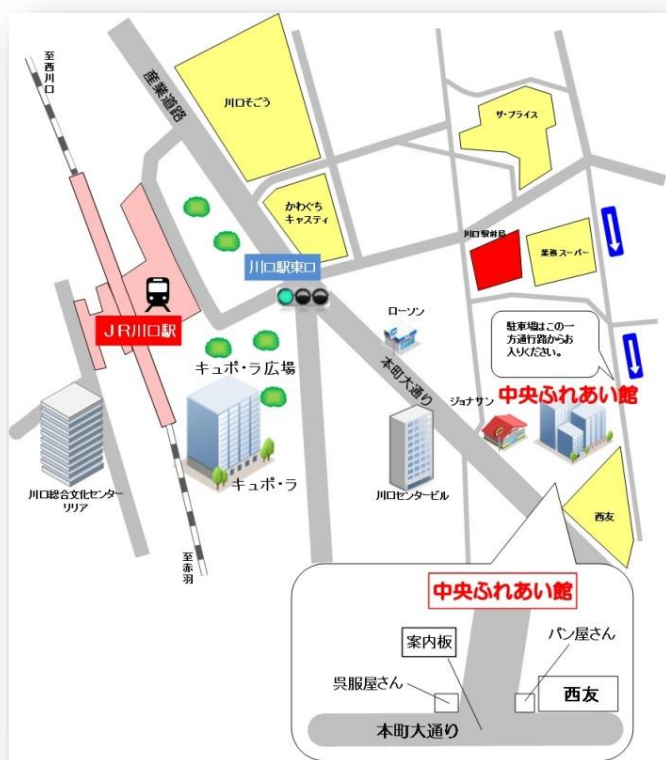 至西川口
産業道路
川口そごう
ザ・プライス
かわぐち
キャスティ
川口駅前局
業務スーパー
川口駅東口
JR川口駅
ローソン
駐車場はこの一
方通行路からお
入りください。
キュポ・ラ広場
本町大通り
ジョナサン
中央ふれあい館
キュポ・ラ
川口総合文化センター
リリア
川口センタービル
西友
至赤羽
中央ふれあい館
案内板
パン屋さん
呉服屋さん
西友
本町大通り